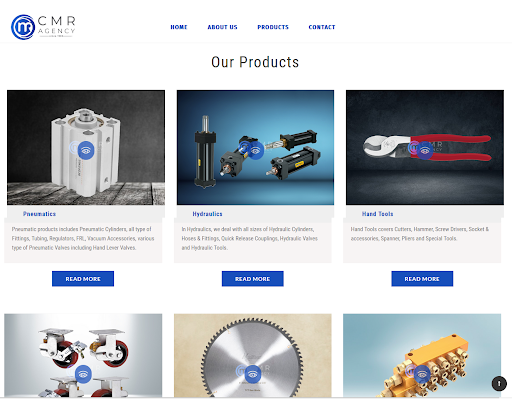 CMR
AGENCY
HOME
ABOUT US
PRODUCTS
CONTACT
Our Products
Pneumatics
Pneumatic products includes Pneumatic Cylinders, all type of
Fittings, Tubing, Regulators, FRL, Vacuum Accessories, various
type of Pneumatic Valves including Hand Lever Valves.
READ MORE
Hydraulics
In Hydraulics, we deal with all sizes of Hydraulic Cylinders,
Hoses & Fittings, Quick Release Couplings, Hydraulic Valves
and Hydraulic Tools.
READ MORE
Hand Tools
Hand Tools covers Cutters, Hammer, Screw Drivers, Socket &
accessories, Spanner, Pliers and Special Tools.
READ MORE